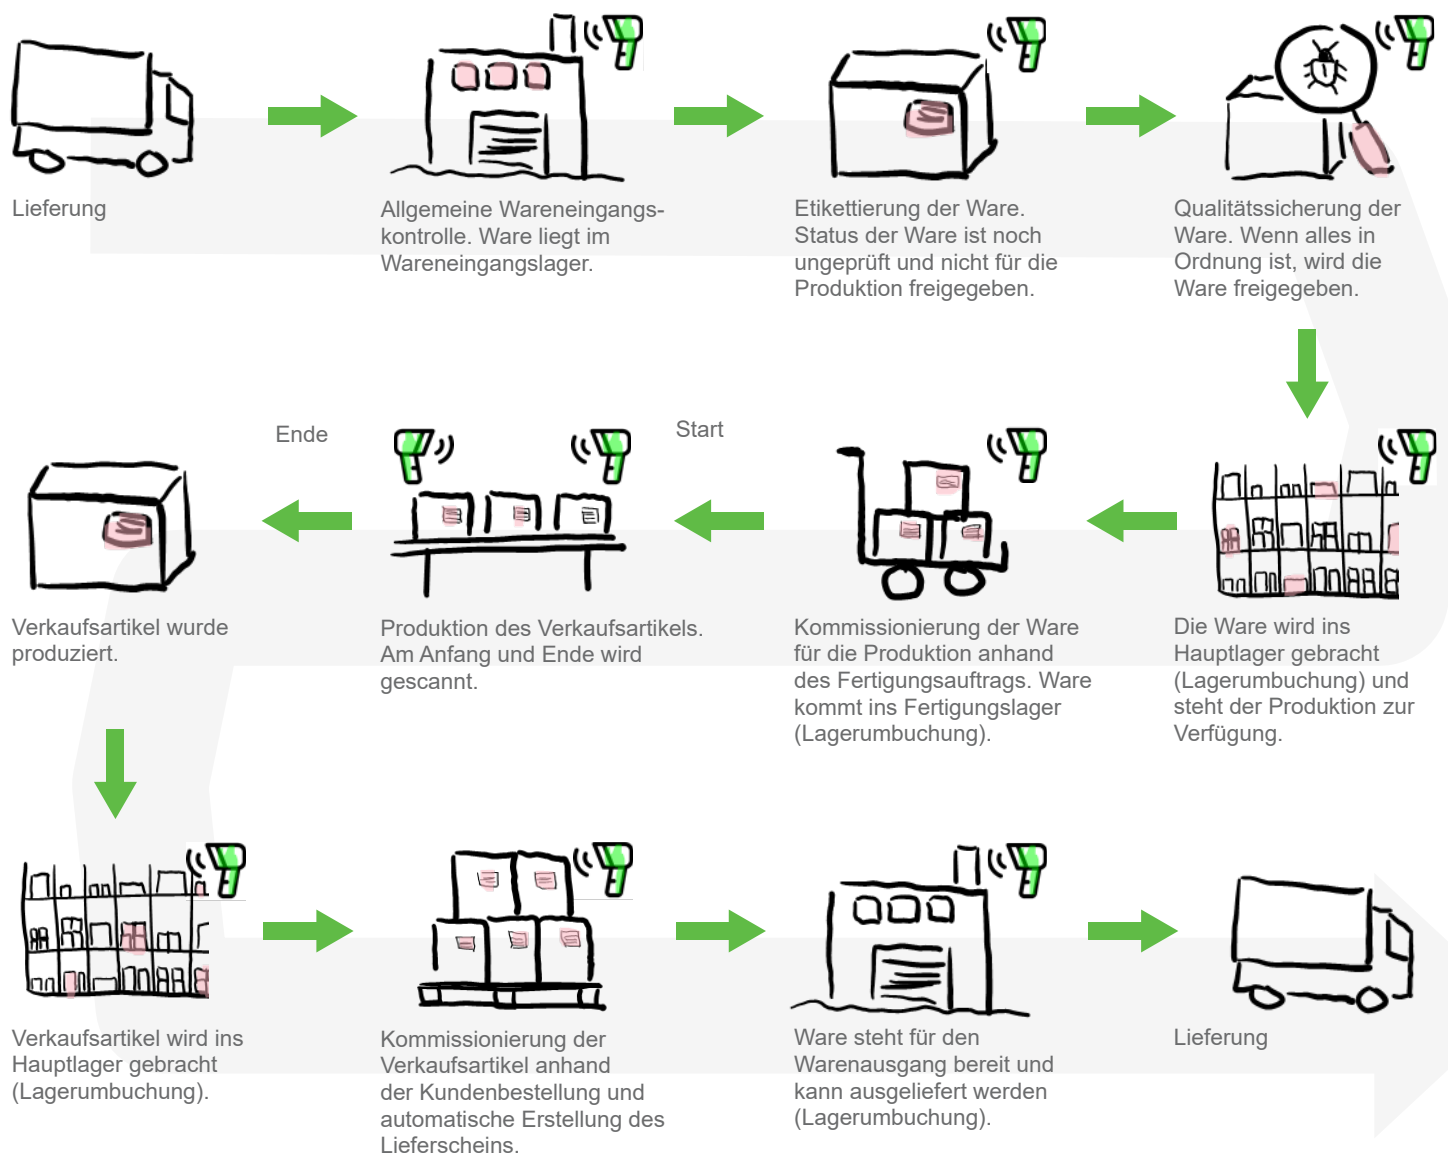 Lieferung
Allgemeine Wareneingangs-
kontrolle. Ware liegt im
Wareneingangslager.
Etikettierung der Ware.
Status der Ware ist noch
ungeprüft und nicht für die
Produktion freigegeben.
Qualitätssicherung der
Ware. Wenn alles in
Ordnung ist, wird die
Ware freigegeben.
Ende
Start
Verkaufsartikel wurde
produziert.
Produktion des Verkaufsartikels.
Am Anfang und Ende wird
gescannt.
Kommissionierung der Ware
für die Produktion anhand
des Fertigungsauftrags. Ware
kommt ins Fertigungslager
(Lagerumbuchung).
Die Ware wird ins
Hauptlager gebracht
(Lagerumbuchung) und
steht der Produktion zur
Verfügung.
Verkaufsartikel wird ins
Hauptlager gebracht
(Lagerumbuchung).
Kommissionierung der
Verkaufsartikel anhand
der Kundenbestellung und
automatische Erstellung des
Lieferscheins.
Ware steht für den
Warenausgang bereit und
kann ausgeliefert werden
(Lagerumbuchung).
Lieferung